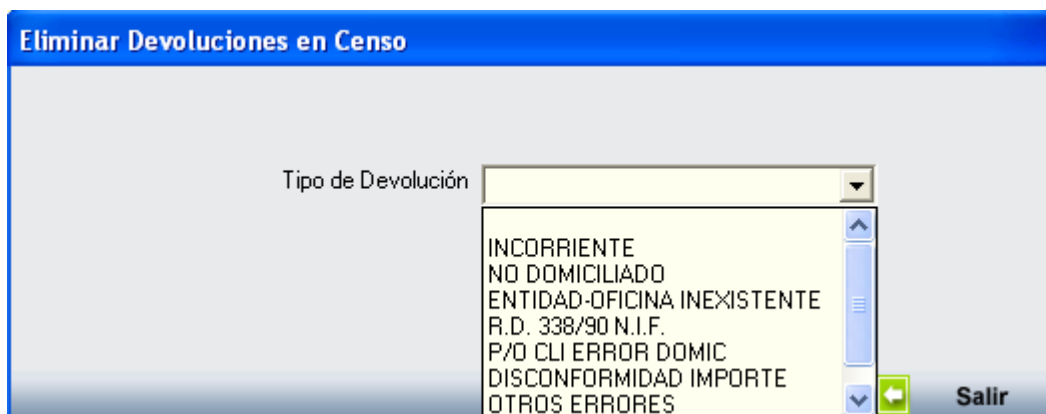 Eliminar Devoluciones en Censo
Tipo de Devolución
INCORRIENTE
NO DOMICILIADO
ENTIDAD-OFICINA INEXISTENTE
R.D. 338/90 N.I.F.
P/O CLI ERROR DOMIC
DISCONFORMIDAD IMPORTE
OTROS ERRORES
Salir